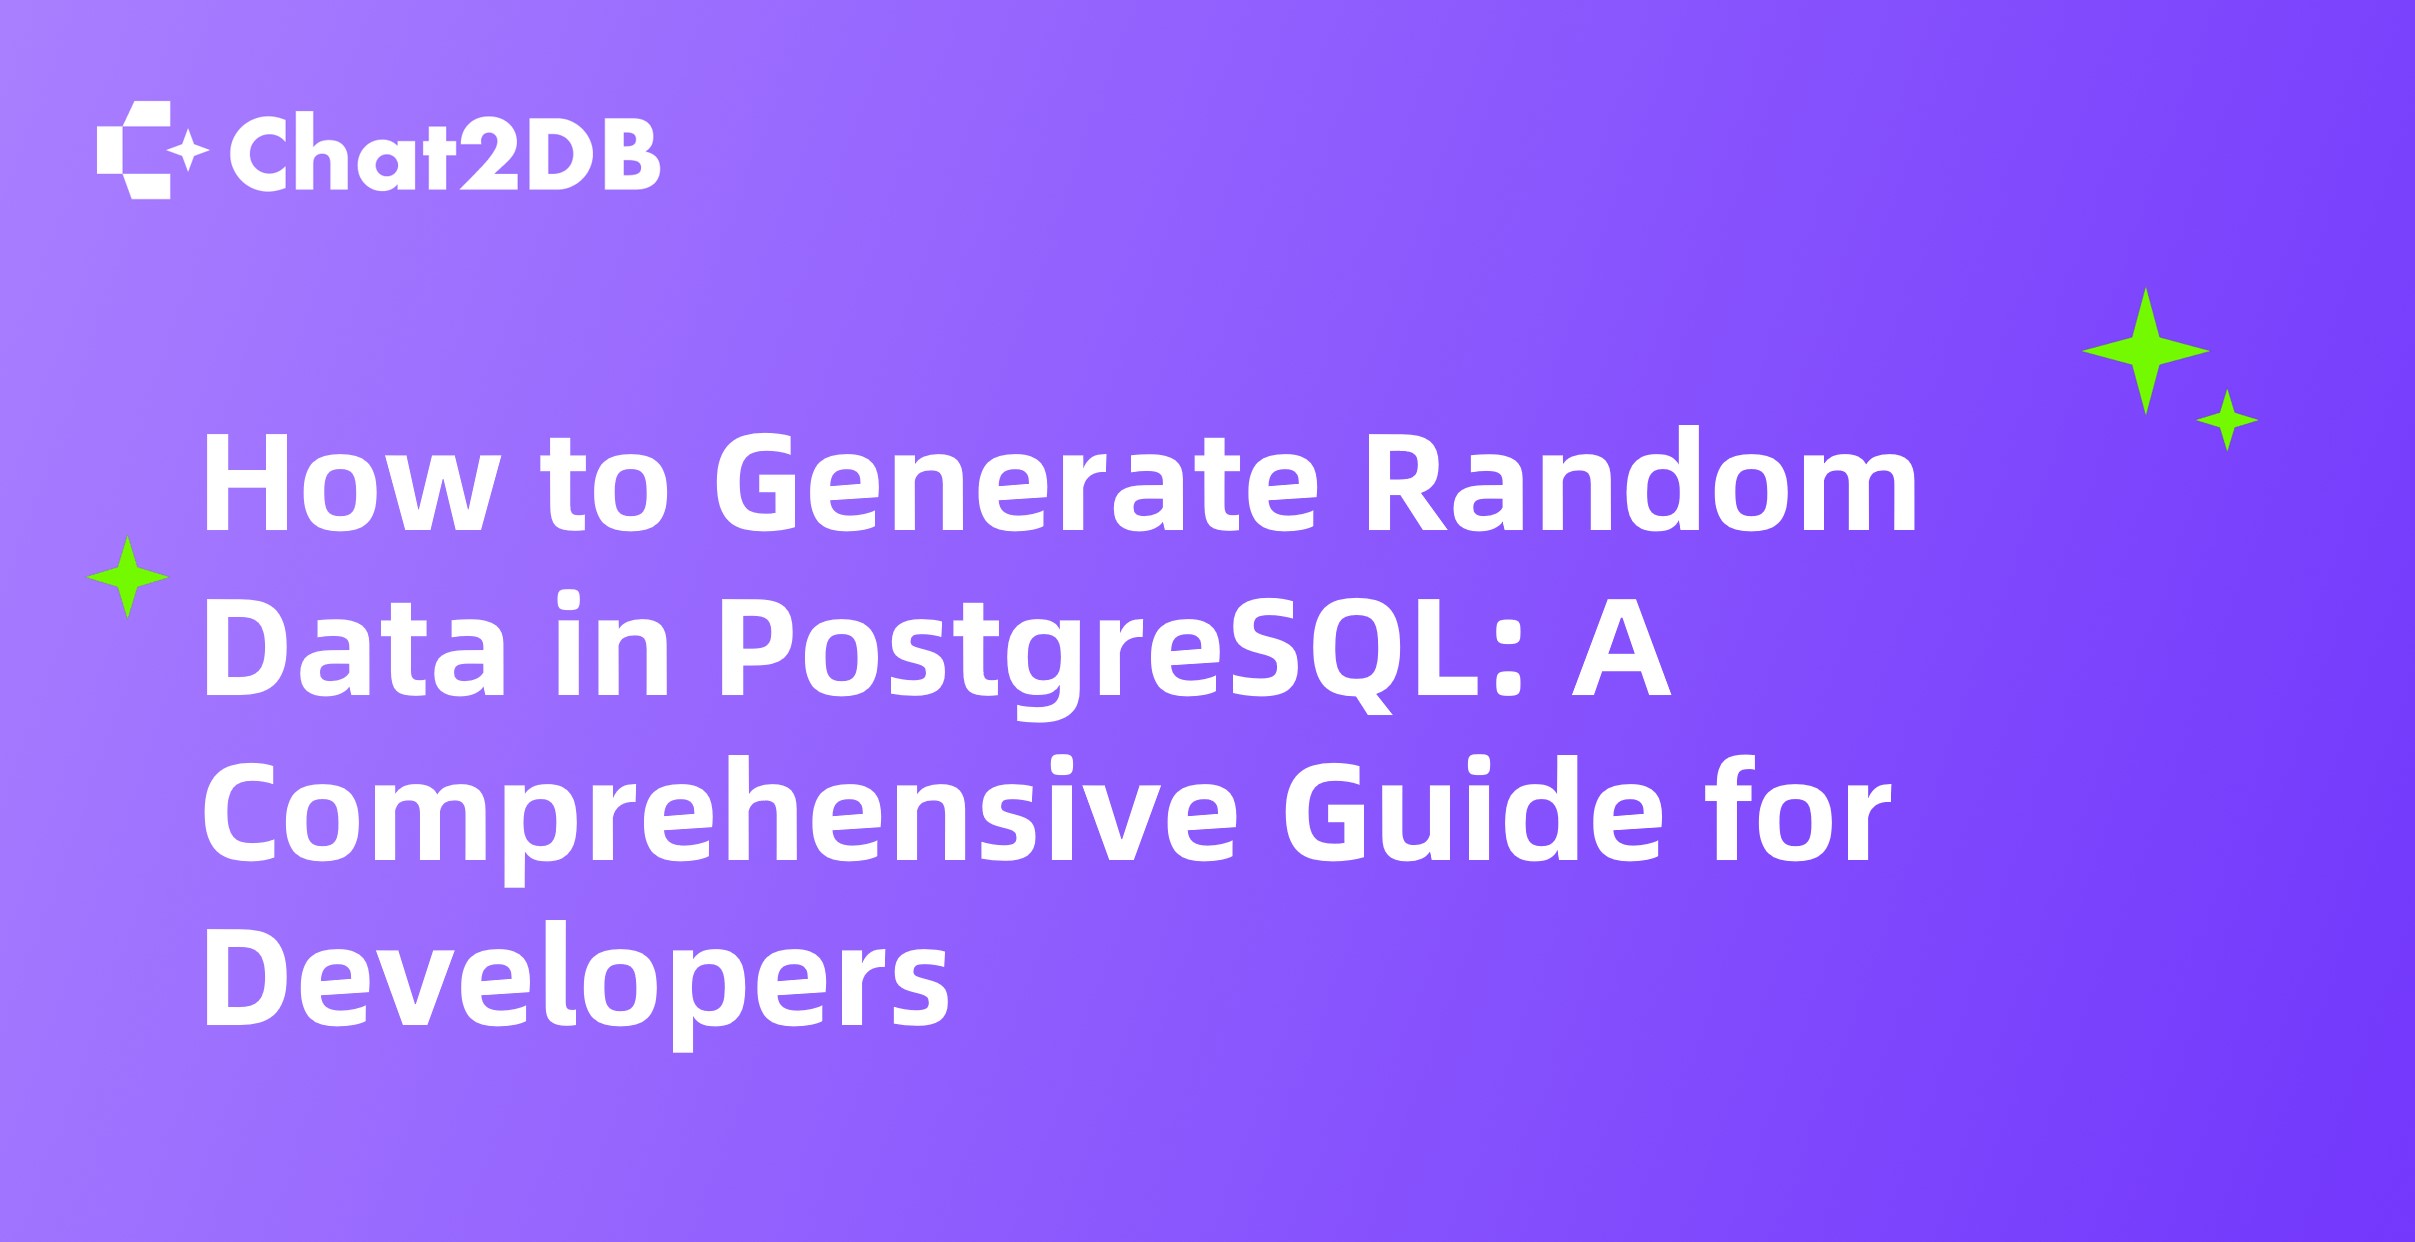 Chat2DB
How to Generate Random
Data in PostgreSQL: A
Comprehensive Guide for
Developers